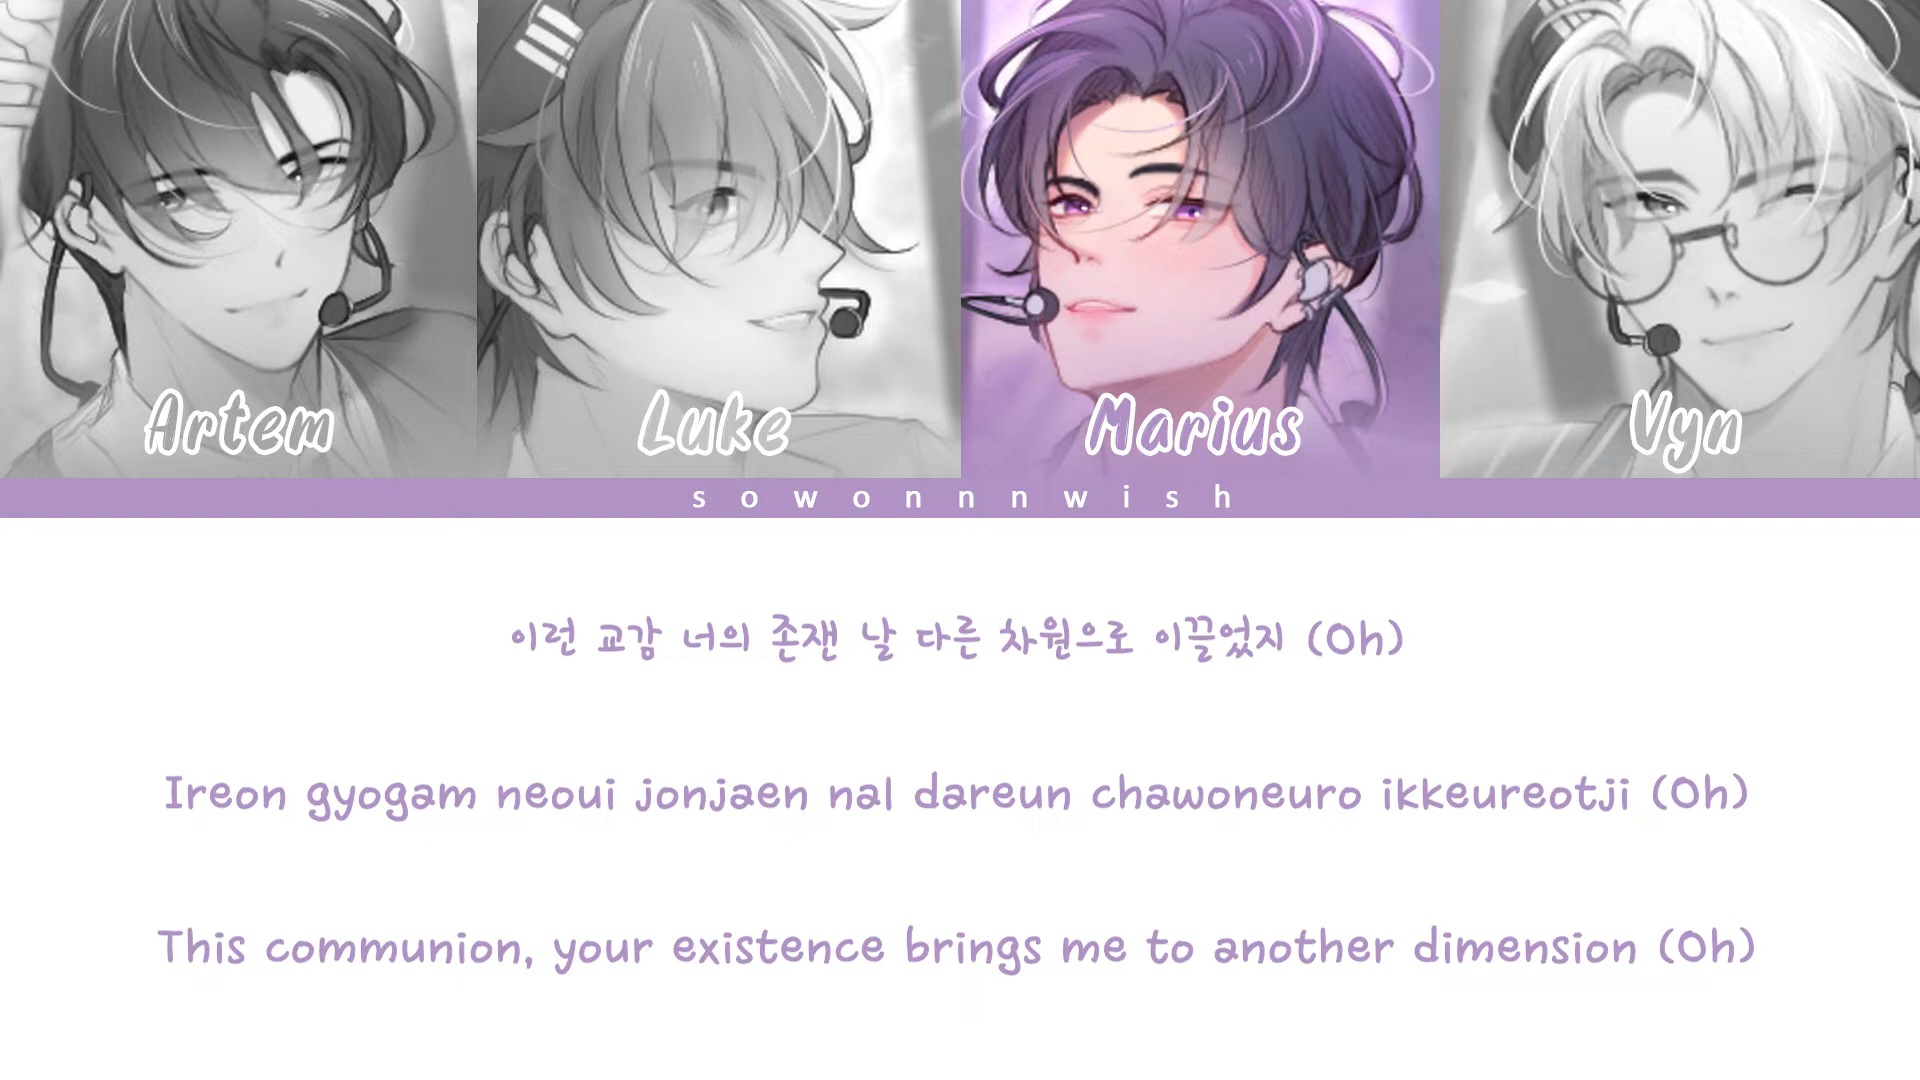 Artem
Luke
Marius
Vyn
sowonnnwish
이런 교감 너의 존잰 날 다른 차원으로 이끌었지 (Oh)
Ireon gyogam neoui jonjaen nal dareun chawoneuro ikkeureotji (Oh)
This communion, your existence brings me to another dimension (Oh)